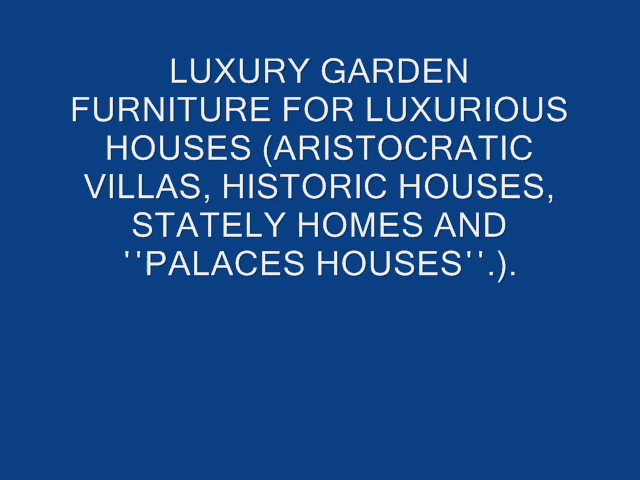 LUXURY GARDEN
FURNITURE FOR LUXURIOUS
HOUSES (ARISTOCRATIC
VILLAS, HISTORIC HOUSES,
STATELY HOMES AND
''PALACES HOUSES''.).